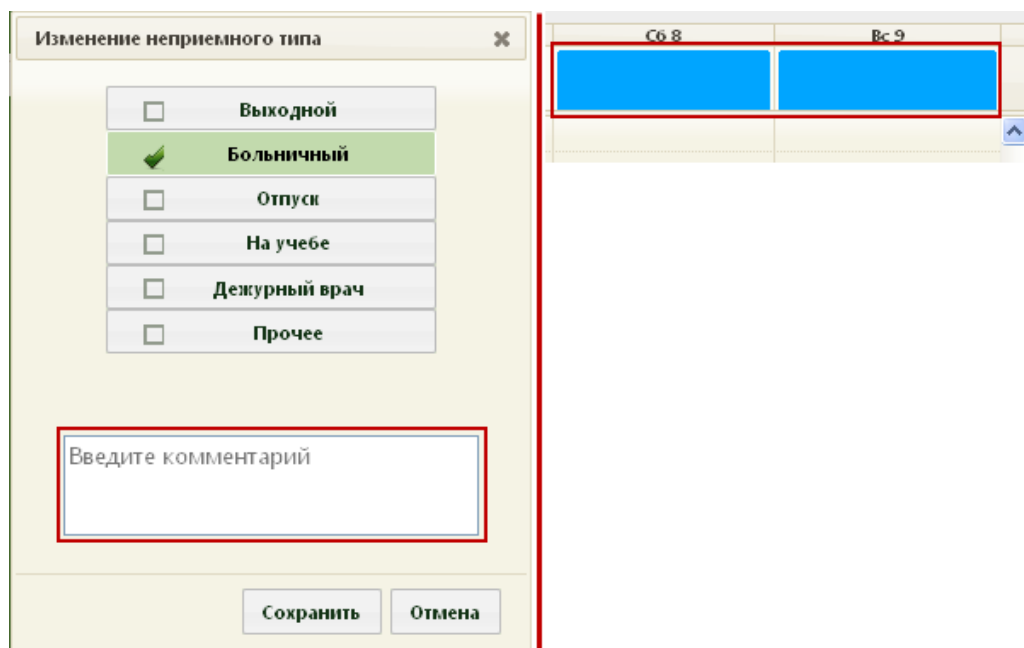 Изменение неприемного типа
Выходной
Больничный
Отпуск
На учебе
Дежурный врач
Прочее
Введите комментарий
Сохранить Отмена
Сб 8 Вс 9